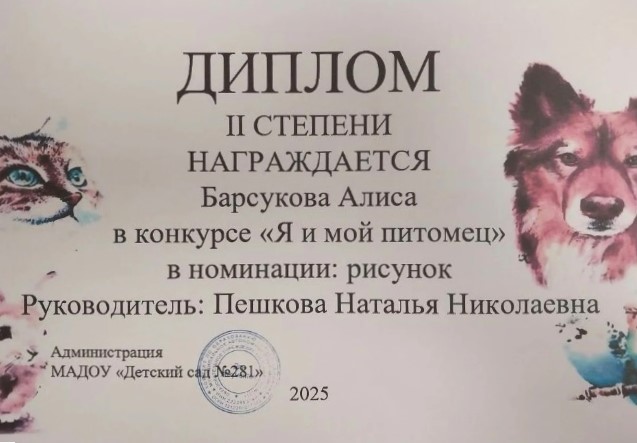 ДИПЛОМ
II СТЕПЕНИ
НАГРАЖДАЕТСЯ
Барсукова Алиса
в конкурсе «Я и мой питомец»
в номинации: рисунок
Руководитель: Пешкова Наталья Николаевна
Администрация
МАДОУ «Детский сад №281»
2025